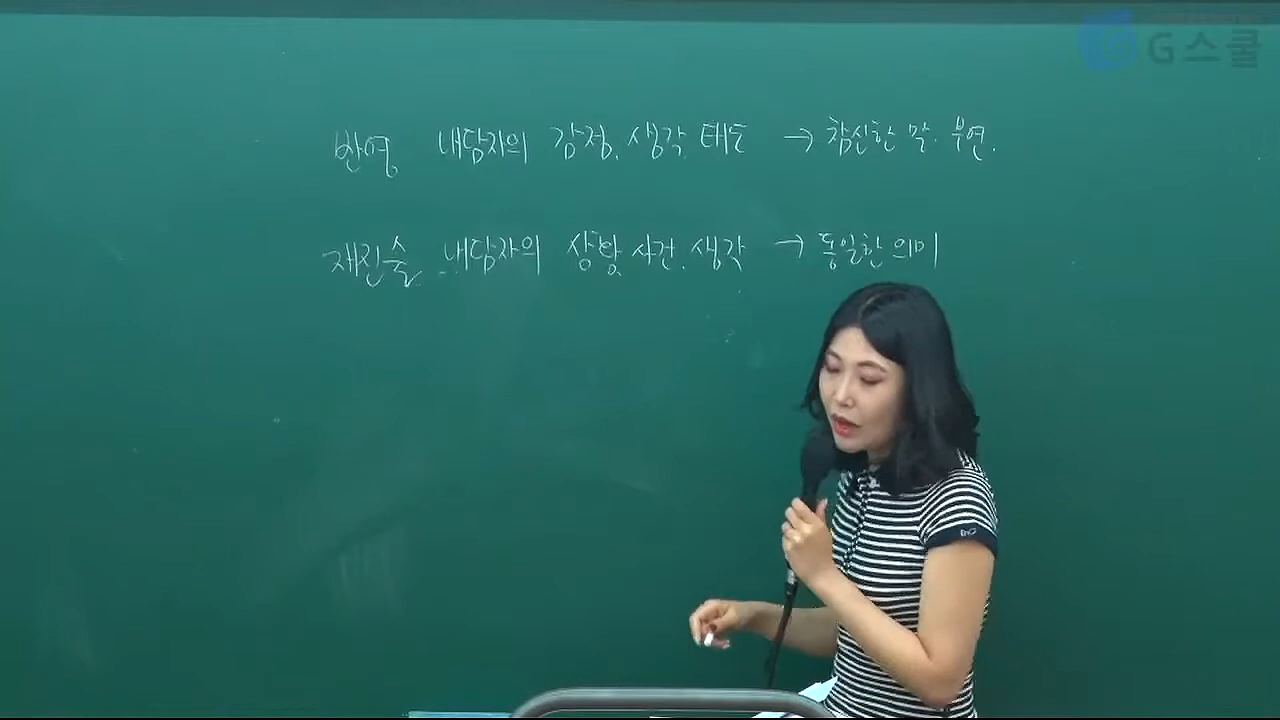 G스쿨
반영 내담자의 감정, 생각 태도 → 참신한 말. 부연.
재진술 내담자의 상황, 사건, 생각 → 동일한 의미